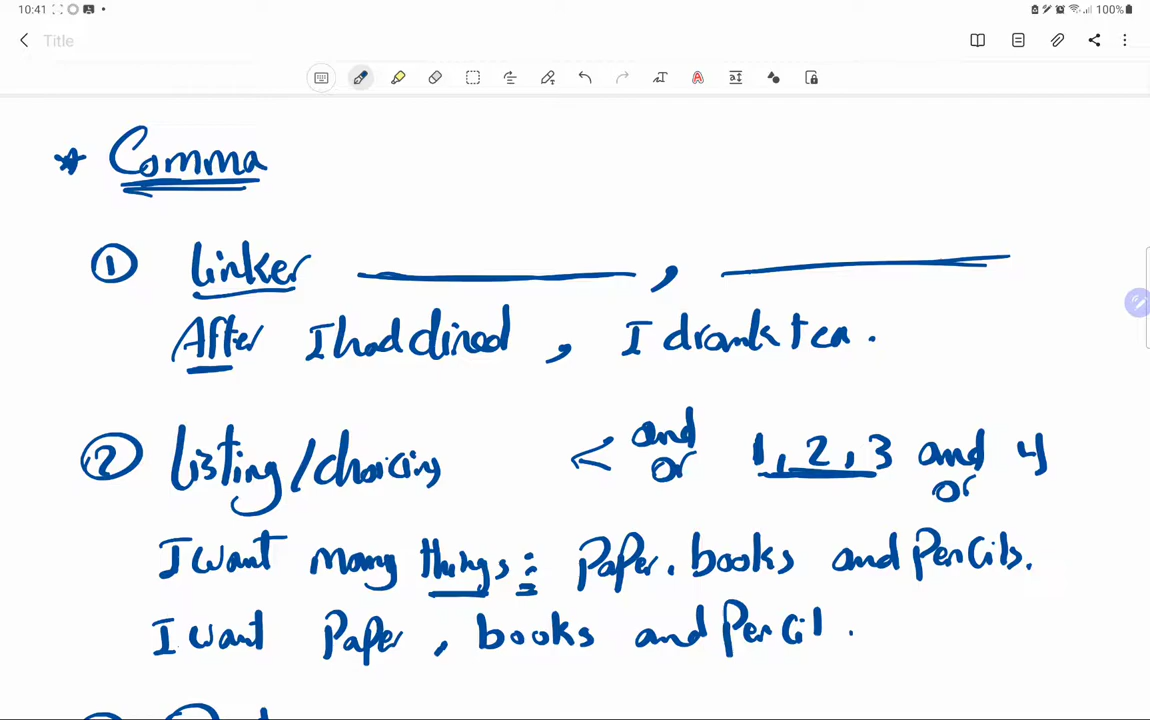 10:41 100%
Title
* Comma
① linker ________ , ________
After I had dined , I drank tea .
② listing/choicing < and or 1, 2, 3 and or 4
I want many things : Paper. books and Pencils.
I want Paper , books and Pencil .